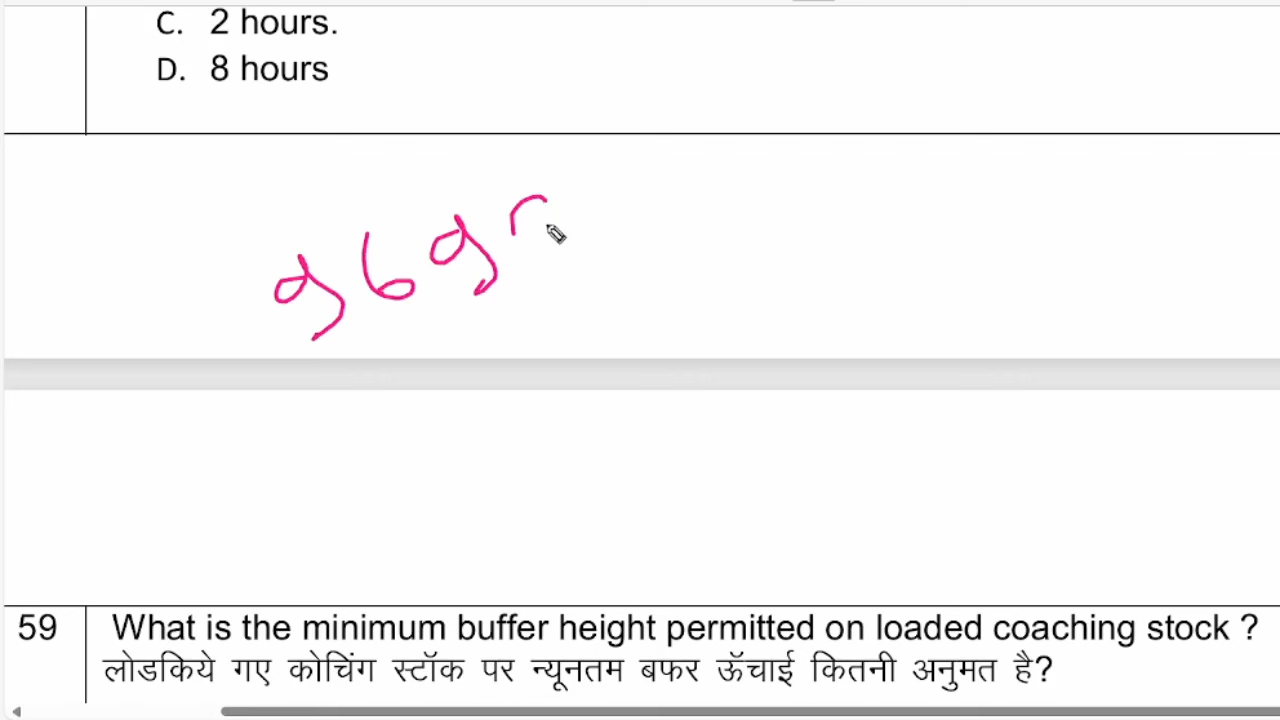 C. 2 hours.
D. 8 hours
969
59 What is the minimum buffer height permitted on loaded coaching stock ?
लोडकिये गए कोचिंग स्टॉक पर न्यूनतम बफर ऊॅचाई कितनी अनुमत है?